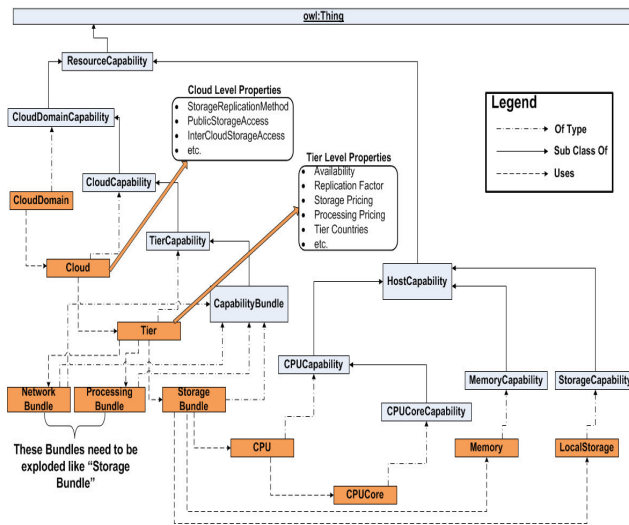 owl:Thing
ResourceCapability
Cloud Level Properties
StorageReplicationMethod
PublicStorageAccess
InterCloudStorageAccess
etc.
Legend
Of Type
Sub Class Of
Uses
CloudDomainCapability
Tier Level Properties
Availability
Replication Factor
Storage Pricing
Processing Pricing
Tier Countries
etc.
CloudCapability
CloudDomain
TierCapability
Cloud
HostCapability
CapabilityBundle
Tier
CPUCapability
MemoryCapability
StorageCapability
Network
Bundle
Processing
Bundle
Storage
Bundle
CPUCoreCapability
These Bundles need to be
exploded like “Storage
Bundle”
CPU
Memory
LocalStorage
CPUCore